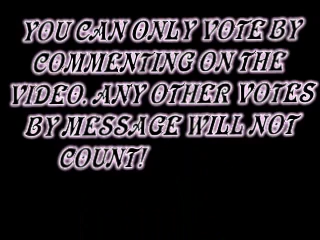 YOU CAN ONLY VOTE BY
COMMENTING ON THE
VIDEO. ANY OTHER VOTES
BY MESSAGE WILL NOT
COUNT!